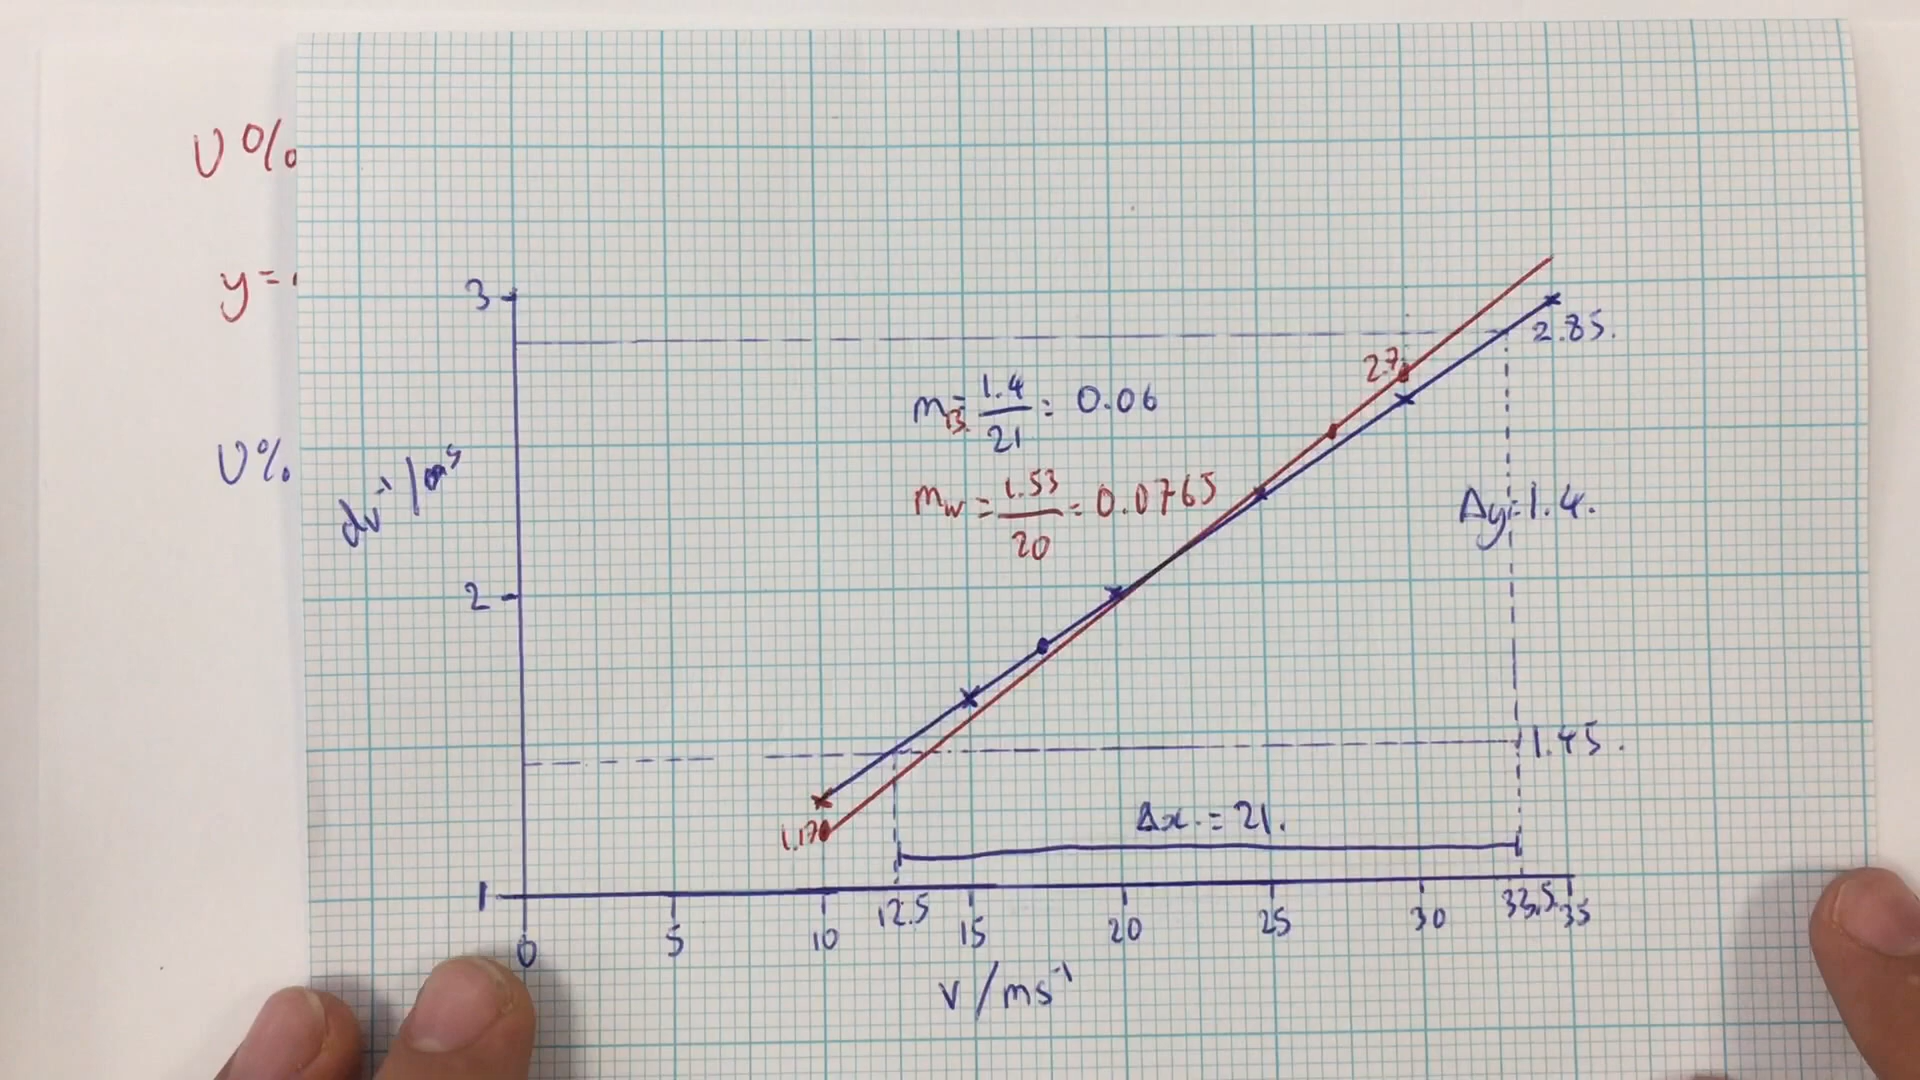 U%
y=
3
2.85.
2.7
m_B = 1.4/21 = 0.06
U%
dv⁻¹/
m_w = 1.53/20 = 0.0765
Δy=1.4.
2
1.45.
Δx. = 21.
1.170
1
0 5 10 12.5 15 20 25 30 33.5 35
v/ms⁻¹